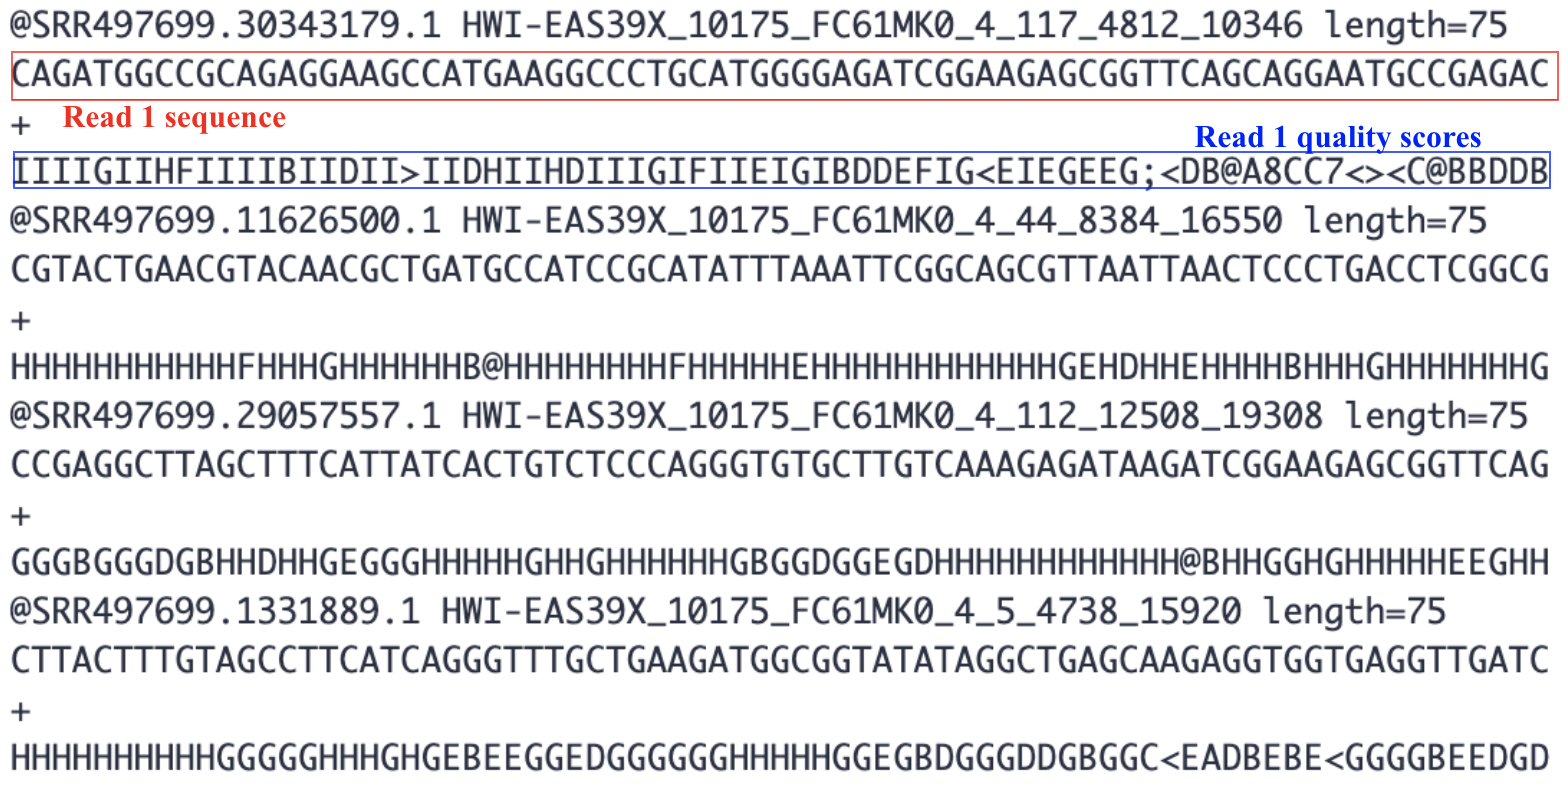 @SRR497699.30343179.1 HWI-EAS39X_10175_FC61MK0_4_117_4812_10346 length=75
CAGATGGCCGCAGAGGAAGCCATGAAGGCCCTGCATGGGGAGATCGGAAGAGCGGTTCAGCAGGAATGCCGAGAC
Read 1 sequence
+
Read 1 quality scores
IIIIGIIHFIIIIBIIDII>IIDHIIHDIIIGIFIIEIGIBDDEFIG<EIEGEEG;<DB@A8CC7<><C@BBDDB
@SRR497699.11626500.1 HWI-EAS39X_10175_FC61MK0_4_44_8384_16550 length=75
CGTACTGAACGTACAACGCTGATGCCATCCGCATATTTAAATTCGGCAGCGTTAATTAACTCCCTGACCTCGGCG
+
HHHHHHHHHHHFHHHGHHHHHHB@HHHHHHHHFHHHHHEHHHHHHHHHHHHGEHDHHEHHHHBHHHGHHHHHHHG
@SRR497699.29057557.1 HWI-EAS39X_10175_FC61MK0_4_112_12508_19308 length=75
CCGAGGCTTAGCTTTCATTATCACTGTCTCCCAGGGTGTGCTTGTCAAAGAGATAAGATCGGAAGAGCGGTTCAG
+
GGGBGGGDGBHHDHHGEGGGHHHHHGHHGHHHHHHGBGGDGGEGDHHHHHHHHHHHH@BHHGGHGHHHHHEEGHH
@SRR497699.1331889.1 HWI-EAS39X_10175_FC61MK0_4_5_4738_15920 length=75
CTTACTTTGTAGCCTTCATCAGGGTTTGCTGAAGATGGCGGTATATAGGCTGAGCAAGAGGTGGTGAGGTTGATC
+
HHHHHHHHHHGGGGGHHHGHGEBEEGGEDGGGGGGHHHHHGGEGBDGGGDDGBGGC<EADBEBE<GGGGBEEDGD